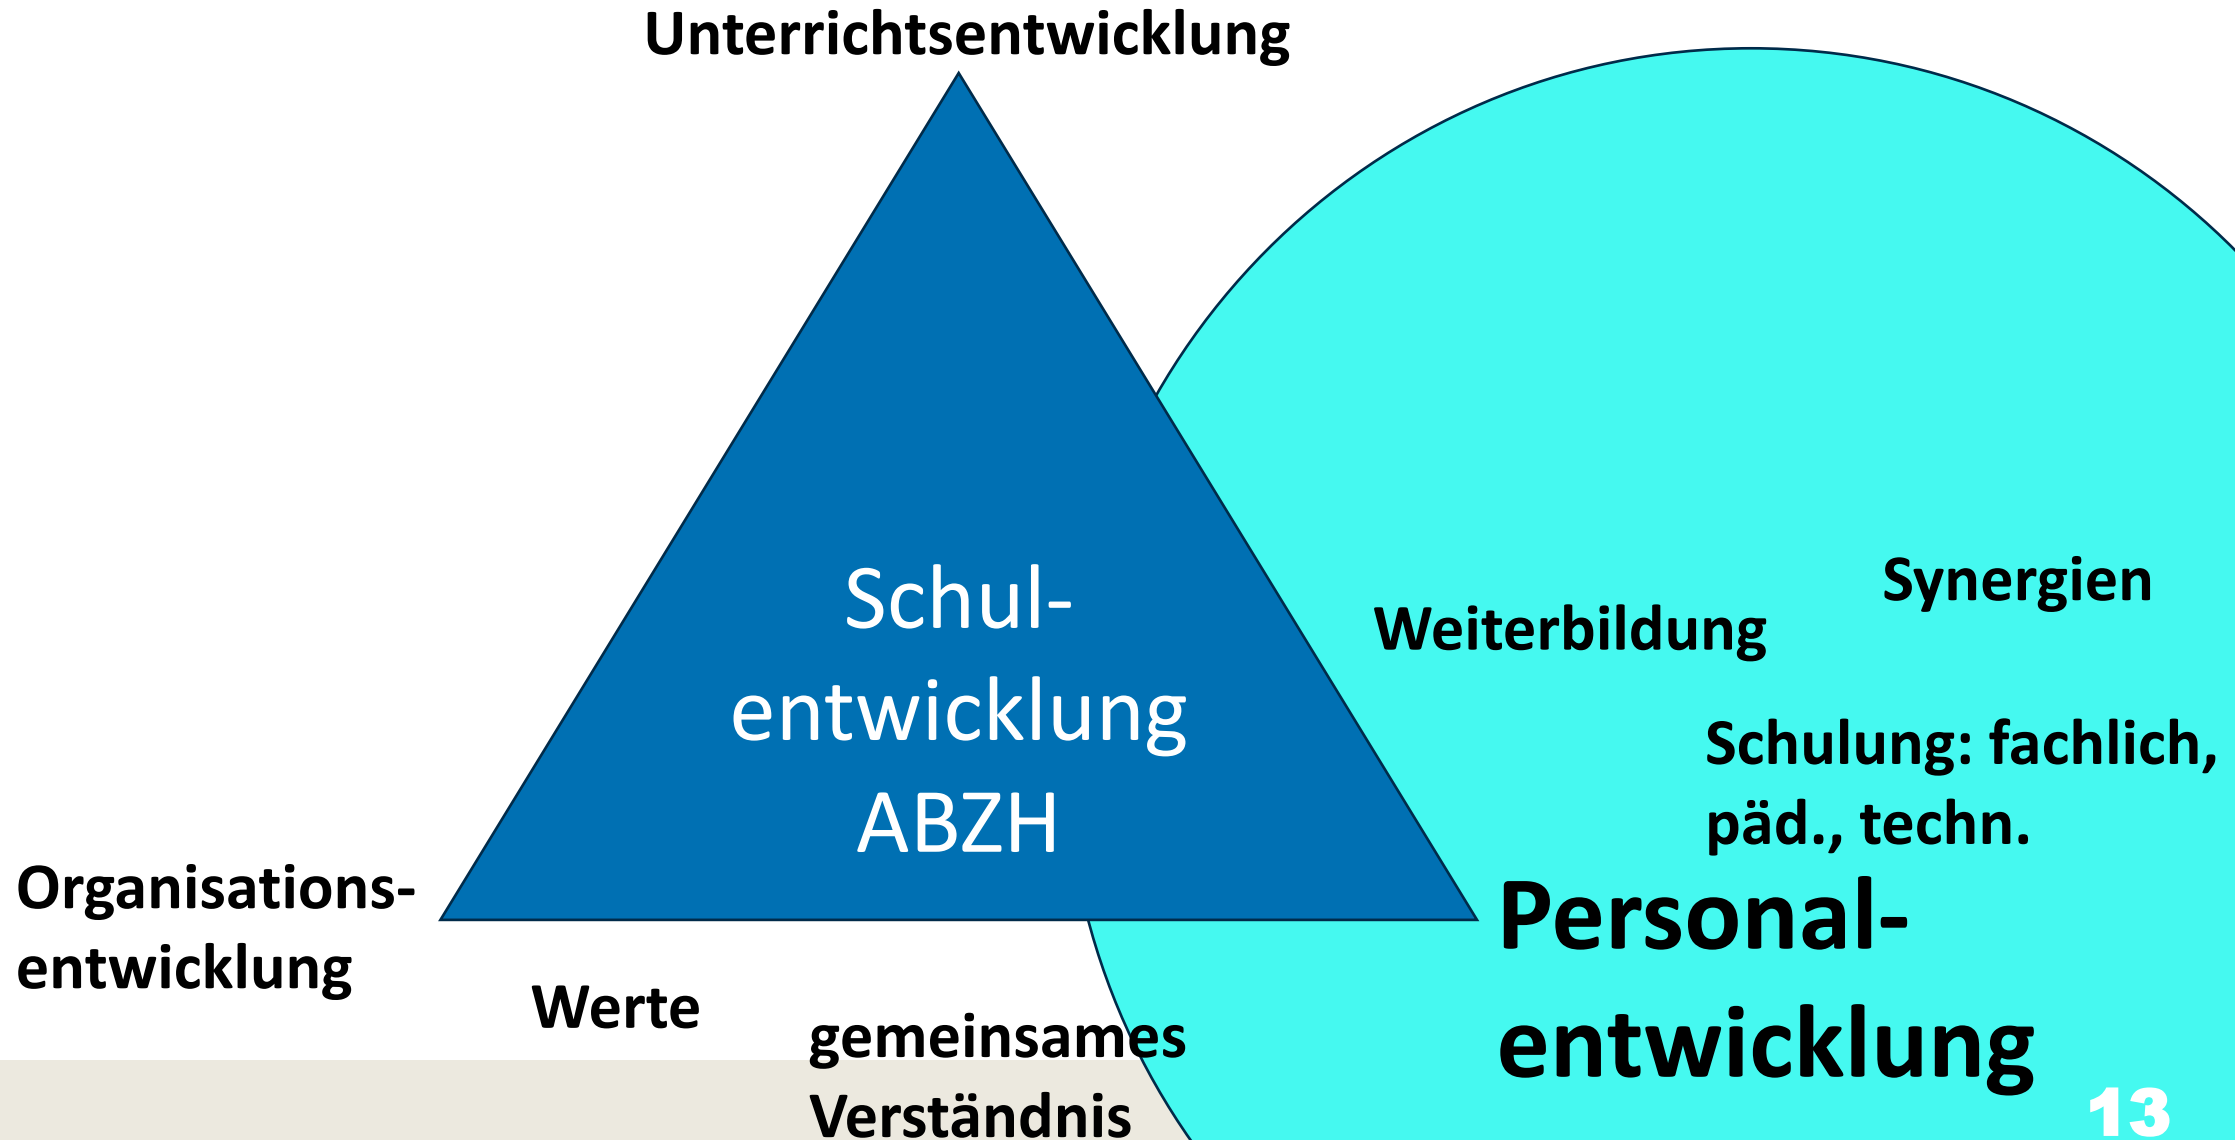 Unterrichtsentwicklung
Schul-
entwicklung
ABZH
Synergien
Weiterbildung
Schulung: fachlich,
päd., techn.
Organisations-
entwicklung
Personal-
entwicklung
Werte
gemeinsames
Verständnis
13